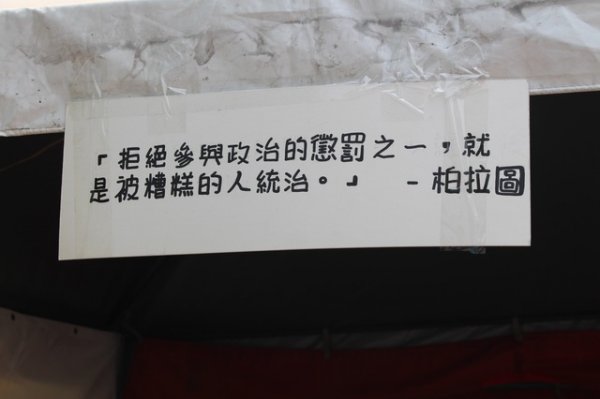 「拒絕參與政治的懲罰之一，就
是被糟糕的人統治。」 －柏拉圖